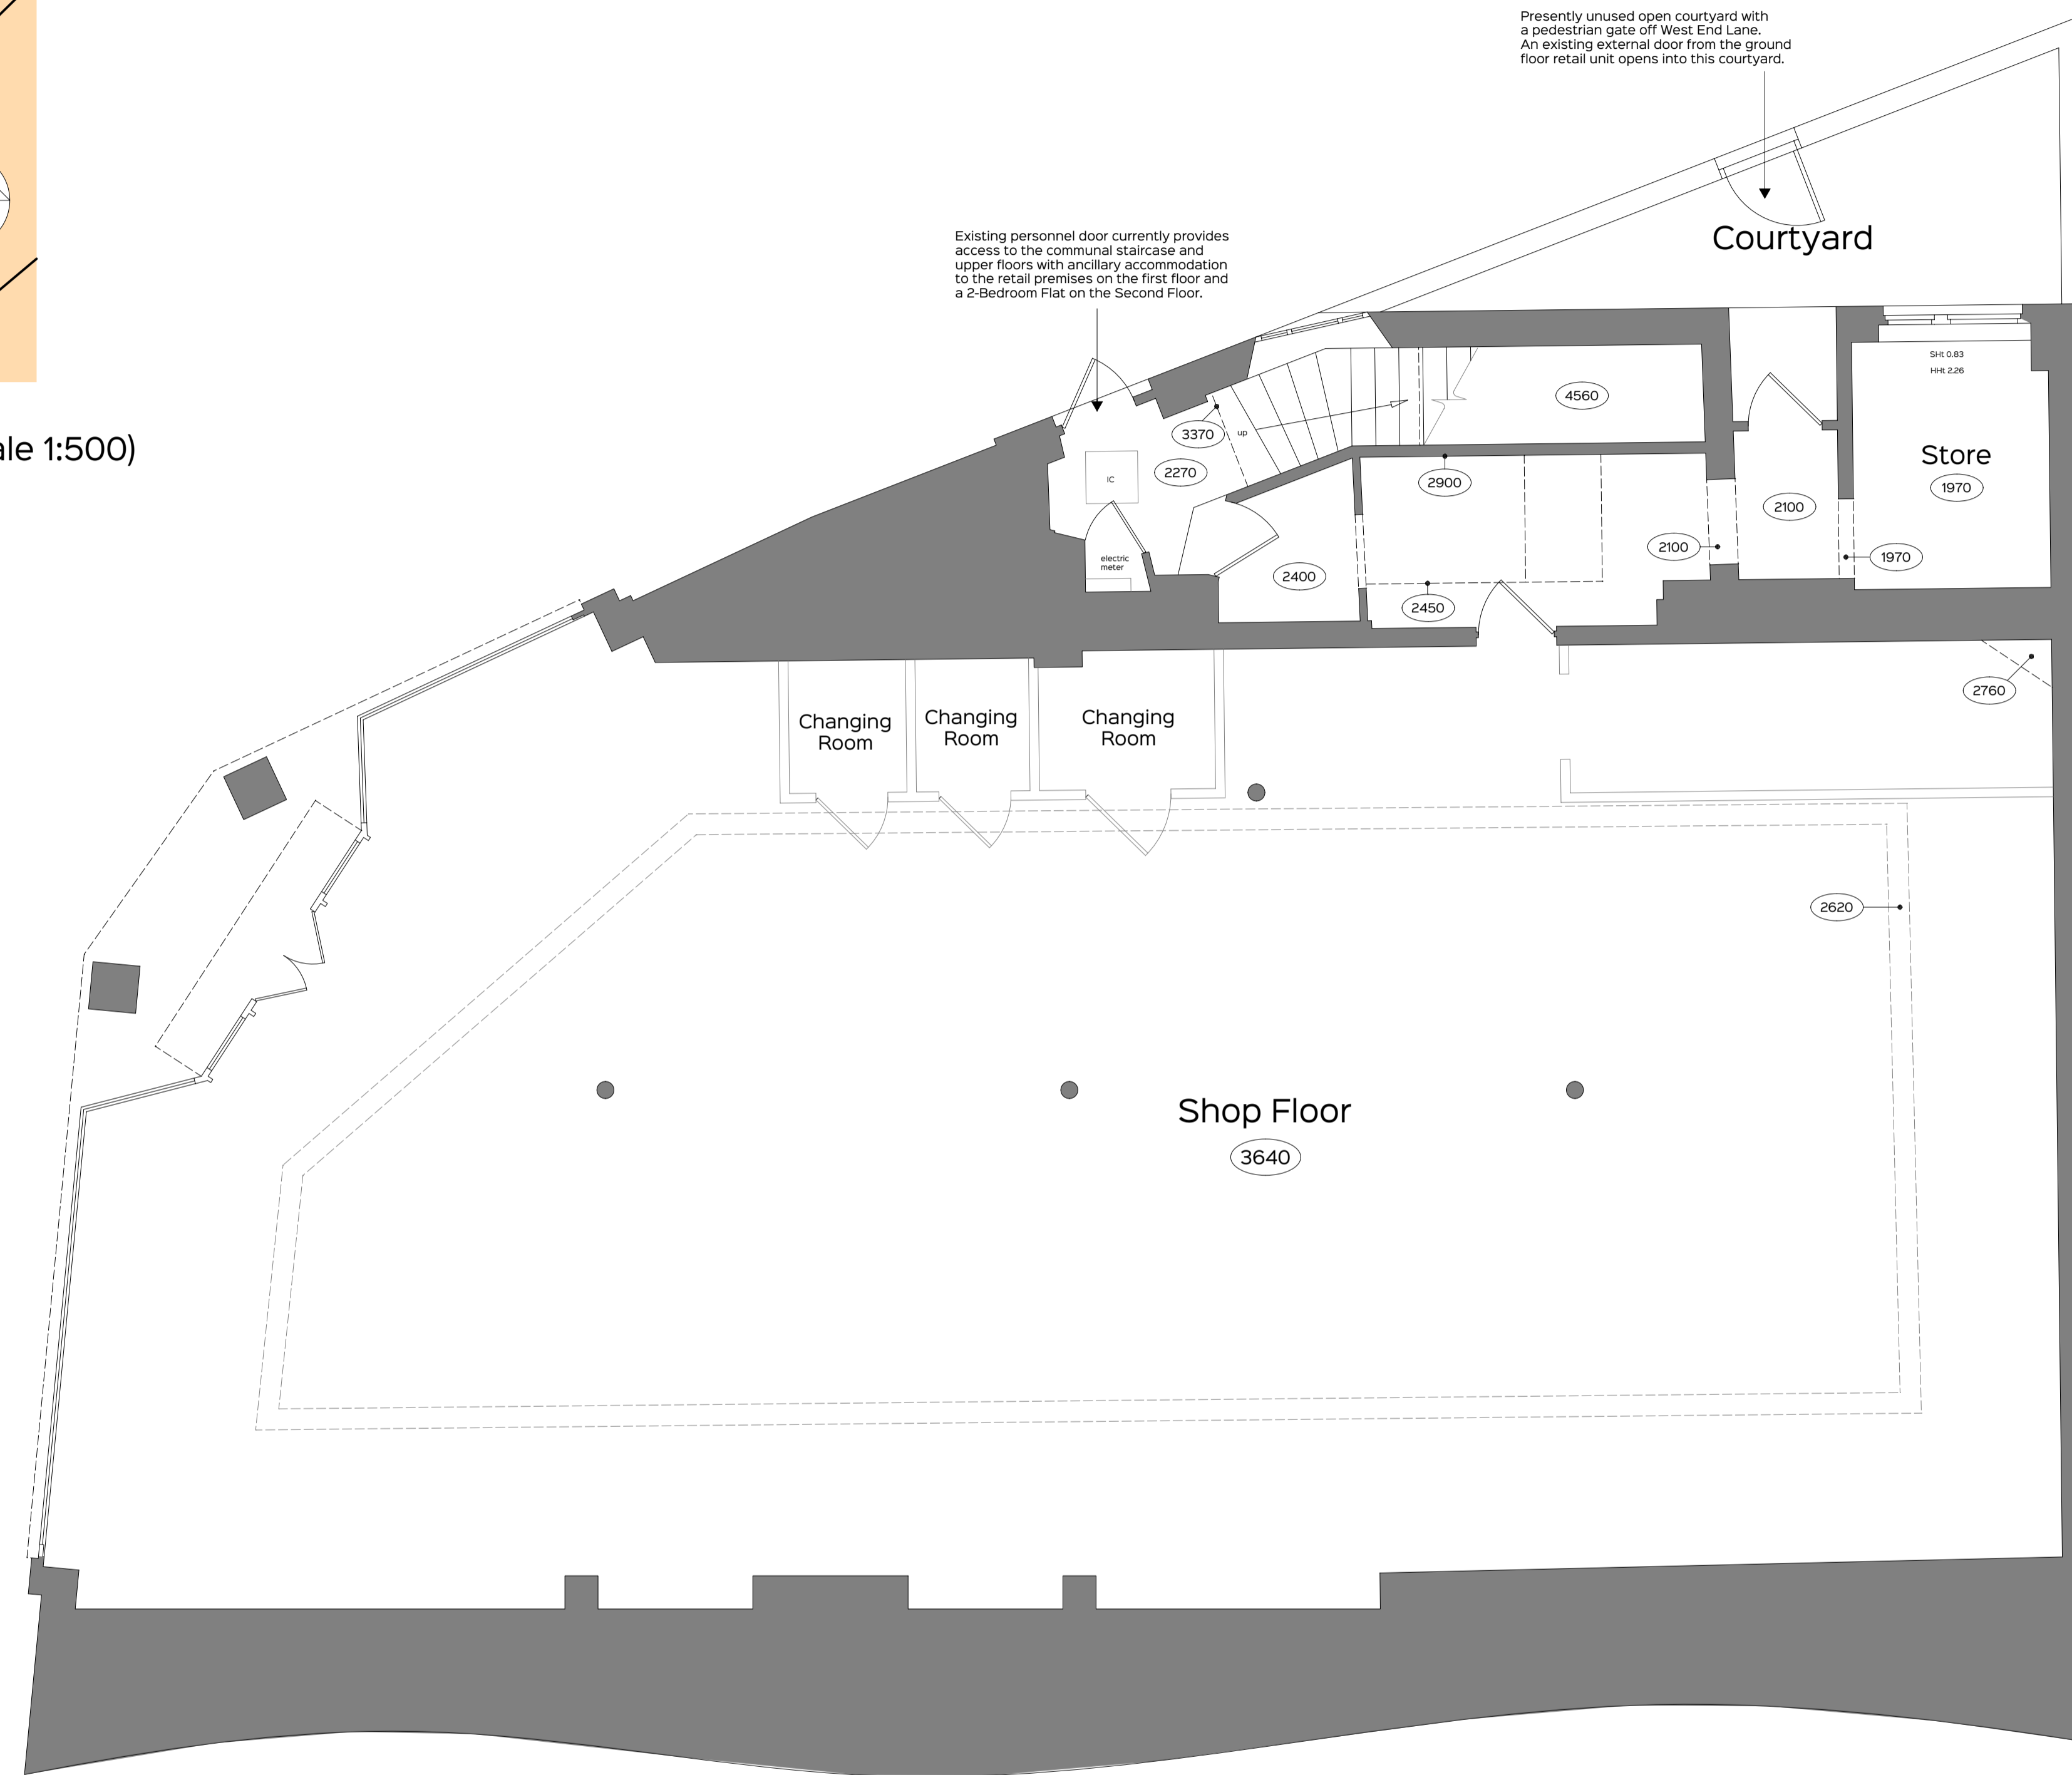 Presently unused open courtyard with
a pedestrian gate off West End Lane.
An existing external door from the ground
floor retail unit opens into this courtyard.
Courtyard
Existing personnel door currently provides
access to the communal staircase and
upper floors with ancillary accommodation
to the retail premises on the first floor and
a 2-Bedroom Flat on the Second Floor.
SHt 0.83
HHt 2.26
4560
3370
up
ale 1:500)
Store
1970
2270
IC
2900
2100
2100
1970
electric
meter
2400
2450
2760
Changing
Room
Changing
Room
Changing
Room
2620
Shop Floor
3640